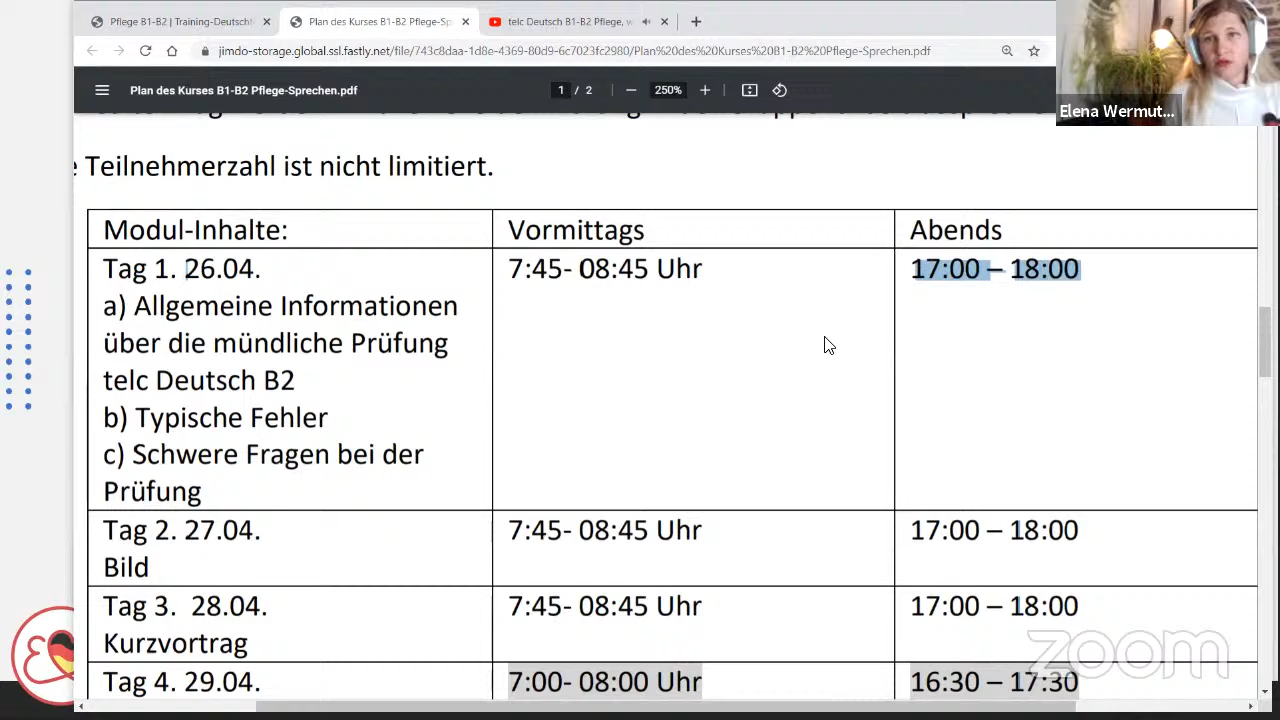 Pflege B1-B2 | Training-Deutsch
Plan des Kurses B1-B2 Pflege-Sp
telc Deutsch B1-B2 Pflege, w
jimdo-storage.global.ssl.fastly.net/file/743c8daa-1d8e-4369-80d9-6c7023fc2980/Plan%20des%20Kurses%20B1-B2%20Pflege-Sprechen.pdf
Plan des Kurses B1-B2 Pflege-Sprechen.pdf
1 / 2
250%
Elena Wermut...
e Teilnehmerzahl ist nicht limitiert.
Modul-Inhalte: Vormittags Abends
Tag 1. 26.04. 7:45- 08:45 Uhr 17:00 – 18:00
a) Allgemeine Informationen
über die mündliche Prüfung
telc Deutsch B2
b) Typische Fehler
c) Schwere Fragen bei der
Prüfung
Tag 2. 27.04. 7:45- 08:45 Uhr 17:00 – 18:00
Bild
Tag 3. 28.04. 7:45- 08:45 Uhr 17:00 – 18:00
Kurzvortrag
zoom
Tag 4. 29.04. 7:00- 08:00 Uhr 16:30 – 17:30